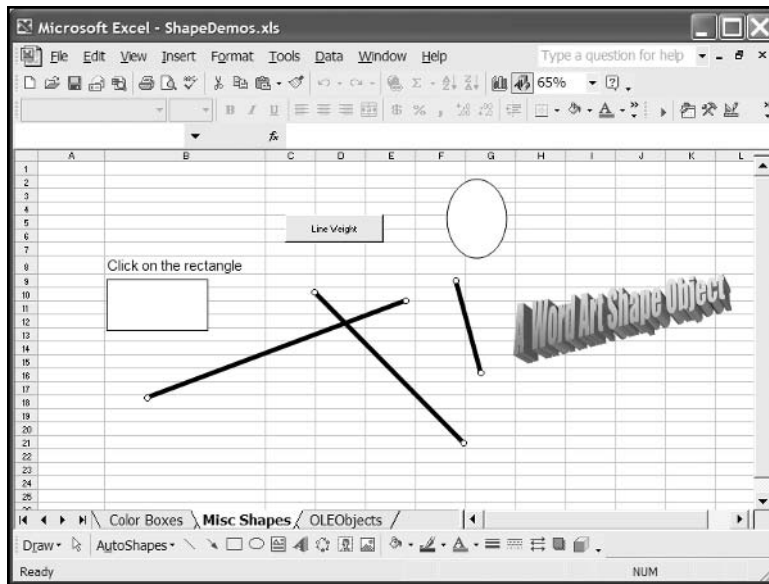 Microsoft Excel - ShapeDemos.xls
File Edit View Insert Format Tools Data Window Help Type a question for help
65%
fx
A B C D E F G H I J K L
1
2
3
4
5
6
7
8
9
10
11
12
13
14
15
16
17
18
19
20
21
22
23
24
25
Line Weight
Click on the rectangle
A Word Art Shape Object
Color Boxes Misc Shapes OLEObjects
Draw AutoShapes
Ready NUM